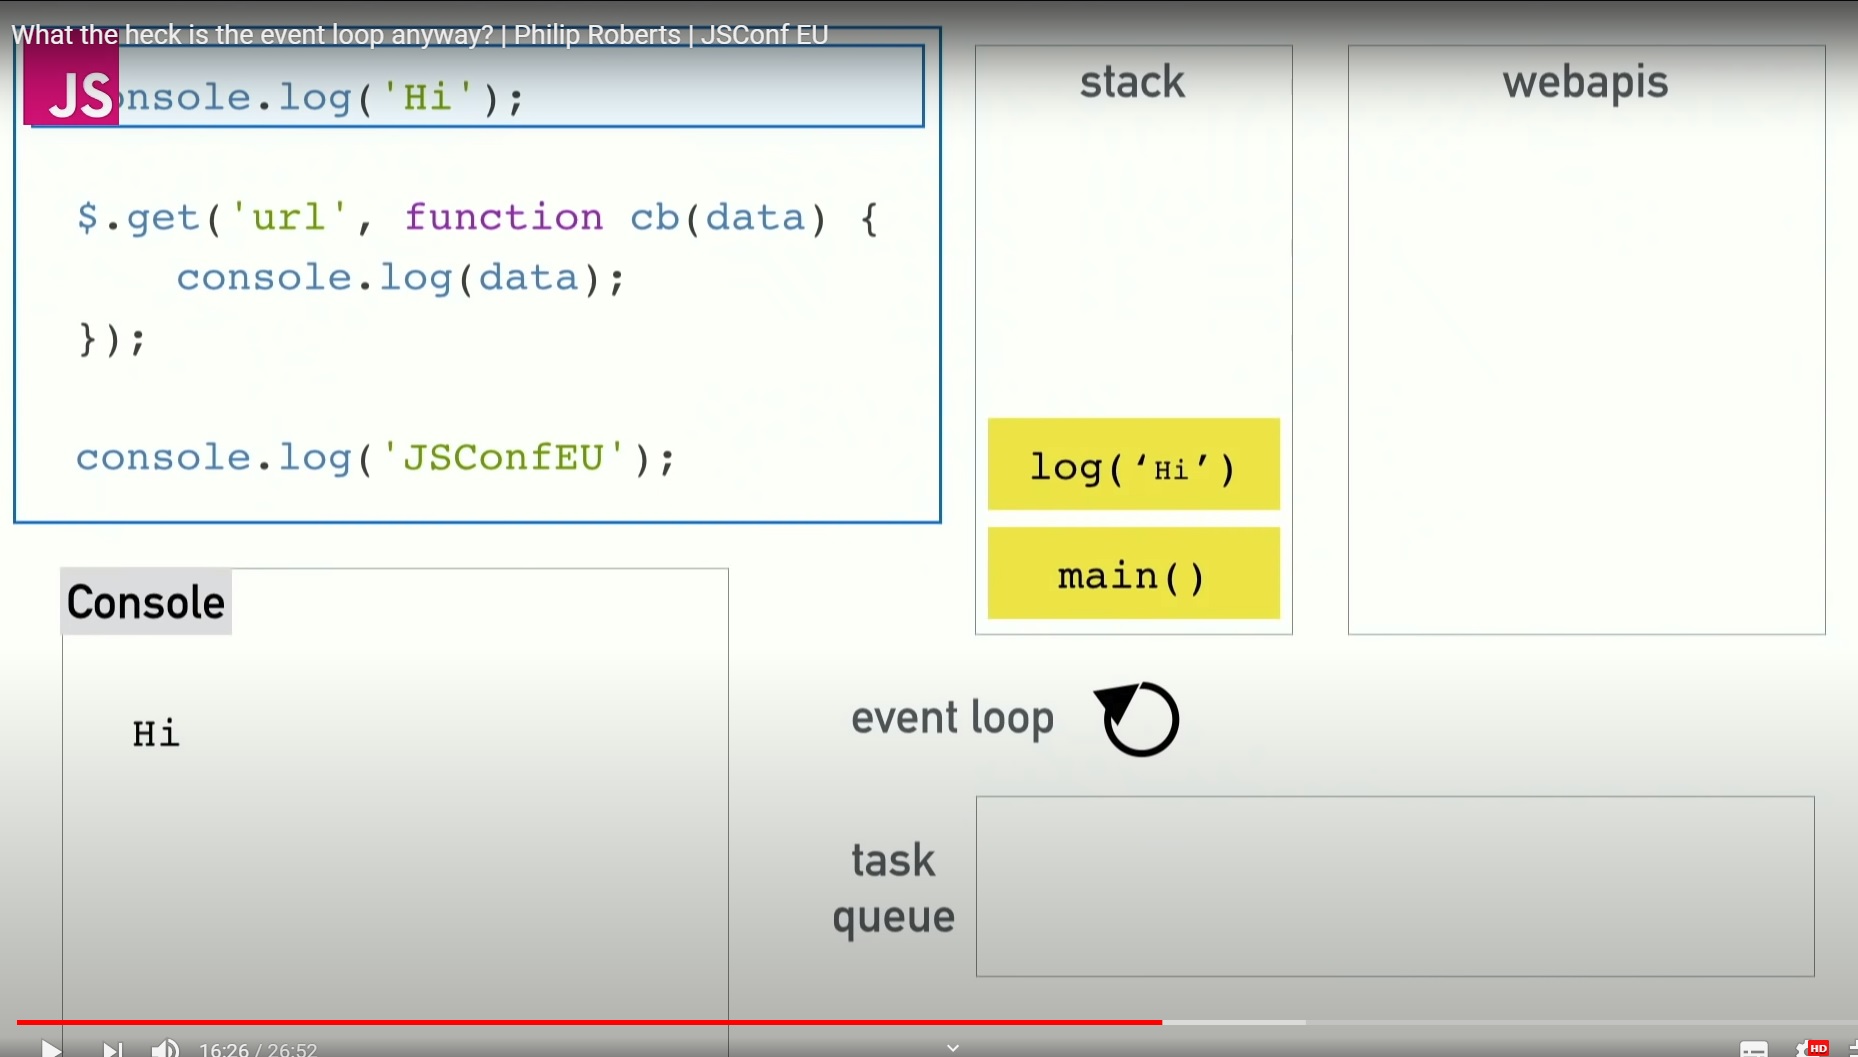 What the heck is the event loop anyway? | Philip Roberts | JSConf EU
JS
onsole.log('Hi');
$.get('url', function cb(data) {
console.log(data);
});
console.log('JSConfEU');
Console
Hi
stack
log(‘Hi’)
main()
webapis
event loop
task
queue
16:26 / 26:52
HD